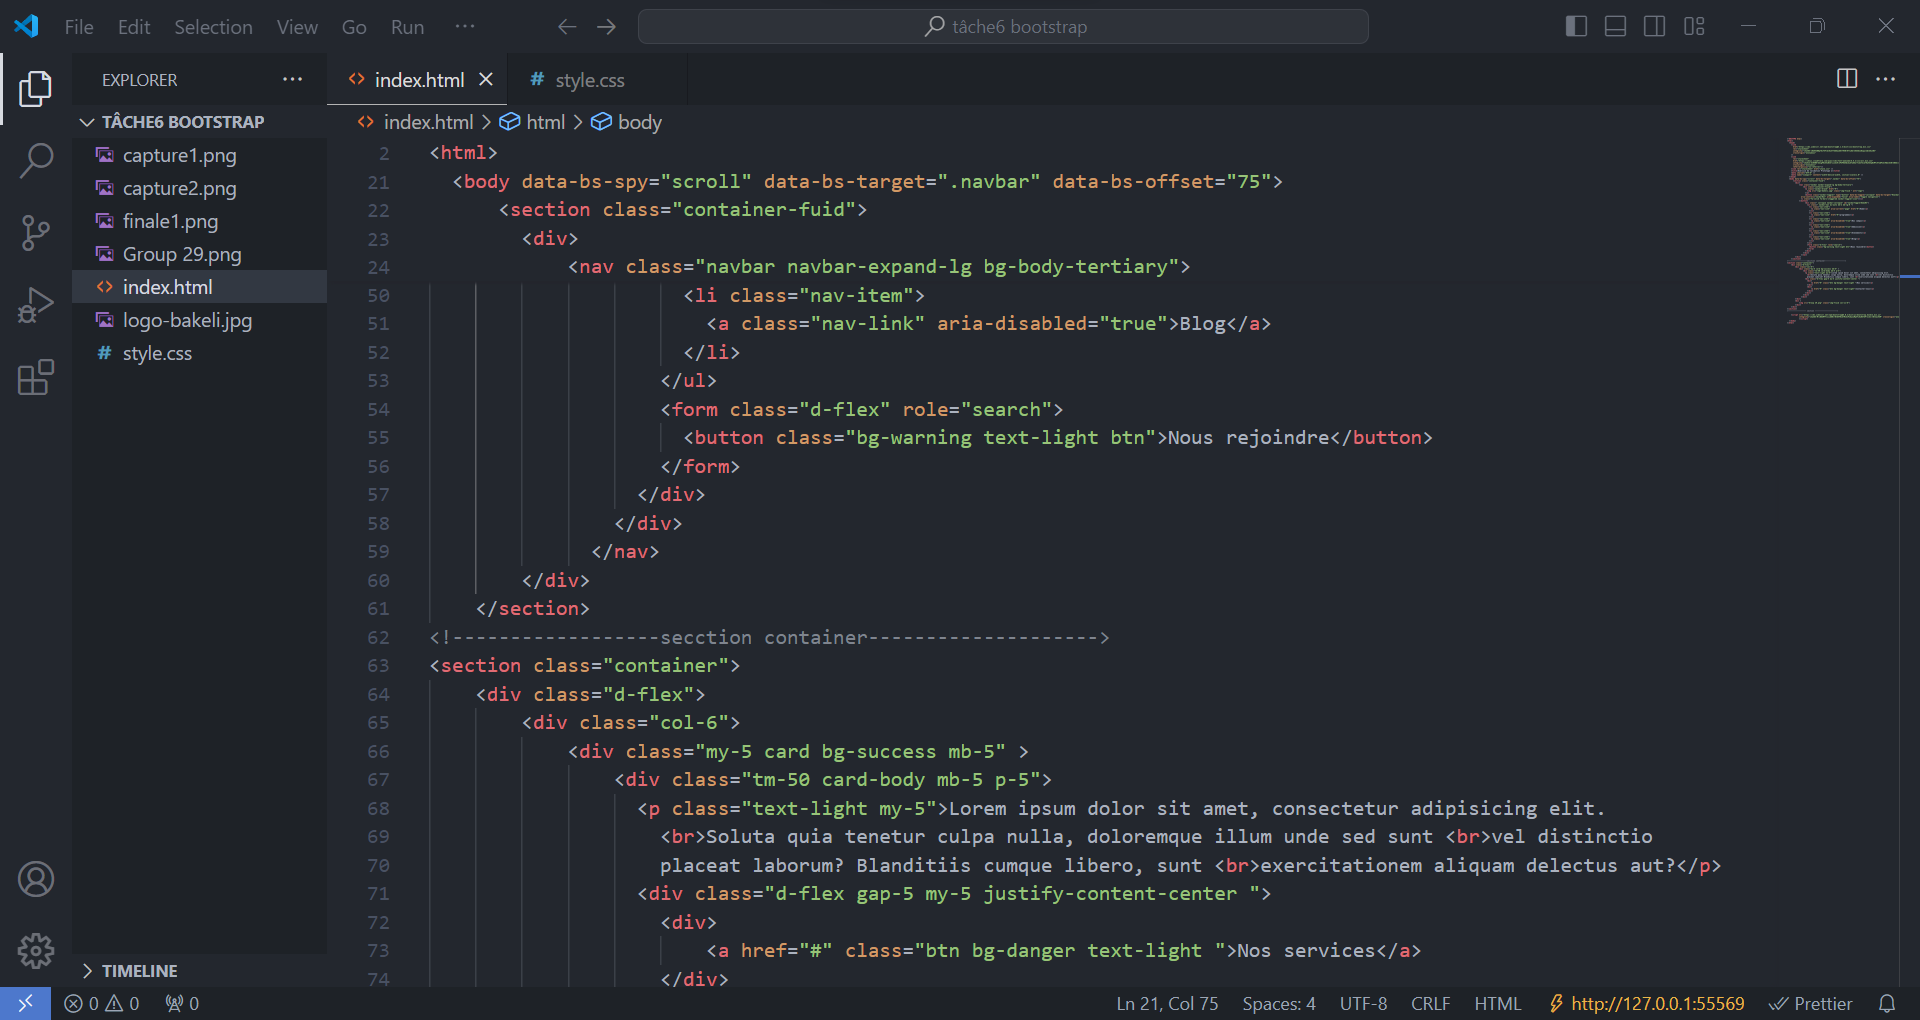 File Edit Selection View Go Run ··· tâche6 bootstrap
EXPLORER ···
TÂCHE6 BOOTSTRAP
capture1.png
capture2.png
finale1.png
Group 29.png
index.html
logo-bakeli.jpg
style.css
TIMELINE
index.html style.css
index.html > html > body
2 <html>
21 <body data-bs-spy="scroll" data-bs-target=".navbar" data-bs-offset="75">
22 <section class="container-fuid">
23 <div>
24 <nav class="navbar navbar-expand-lg bg-body-tertiary">
50 <li class="nav-item">
51 <a class="nav-link" aria-disabled="true">Blog</a>
52 </li>
53 </ul>
54 <form class="d-flex" role="search">
55 <button class="bg-warning text-light btn">Nous rejoindre</button>
56 </form>
57 </div>
58 </div>
59 </nav>
60 </div>
61 </section>
62 <!------------------secction container-------------------->
63 <section class="container">
64 <div class="d-flex">
65 <div class="col-6">
66 <div class="my-5 card bg-success mb-5" >
67 <div class="tm-50 card-body mb-5 p-5">
68 <p class="text-light my-5">Lorem ipsum dolor sit amet, consectetur adipisicing elit.
69 <br>Soluta quia tenetur culpa nulla, doloremque illum unde sed sunt <br>vel distinctio
70 placeat laborum? Blanditiis cumque libero, sunt <br>exercitationem aliquam delectus aut?</p>
71 <div class="d-flex gap-5 my-5 justify-content-center ">
72 <div>
73 <a href="#" class="btn bg-danger text-light ">Nos services</a>
74 </div>
0 0 0 Ln 21, Col 75 Spaces: 4 UTF-8 CRLF HTML http://127.0.0.1:55569 Prettier